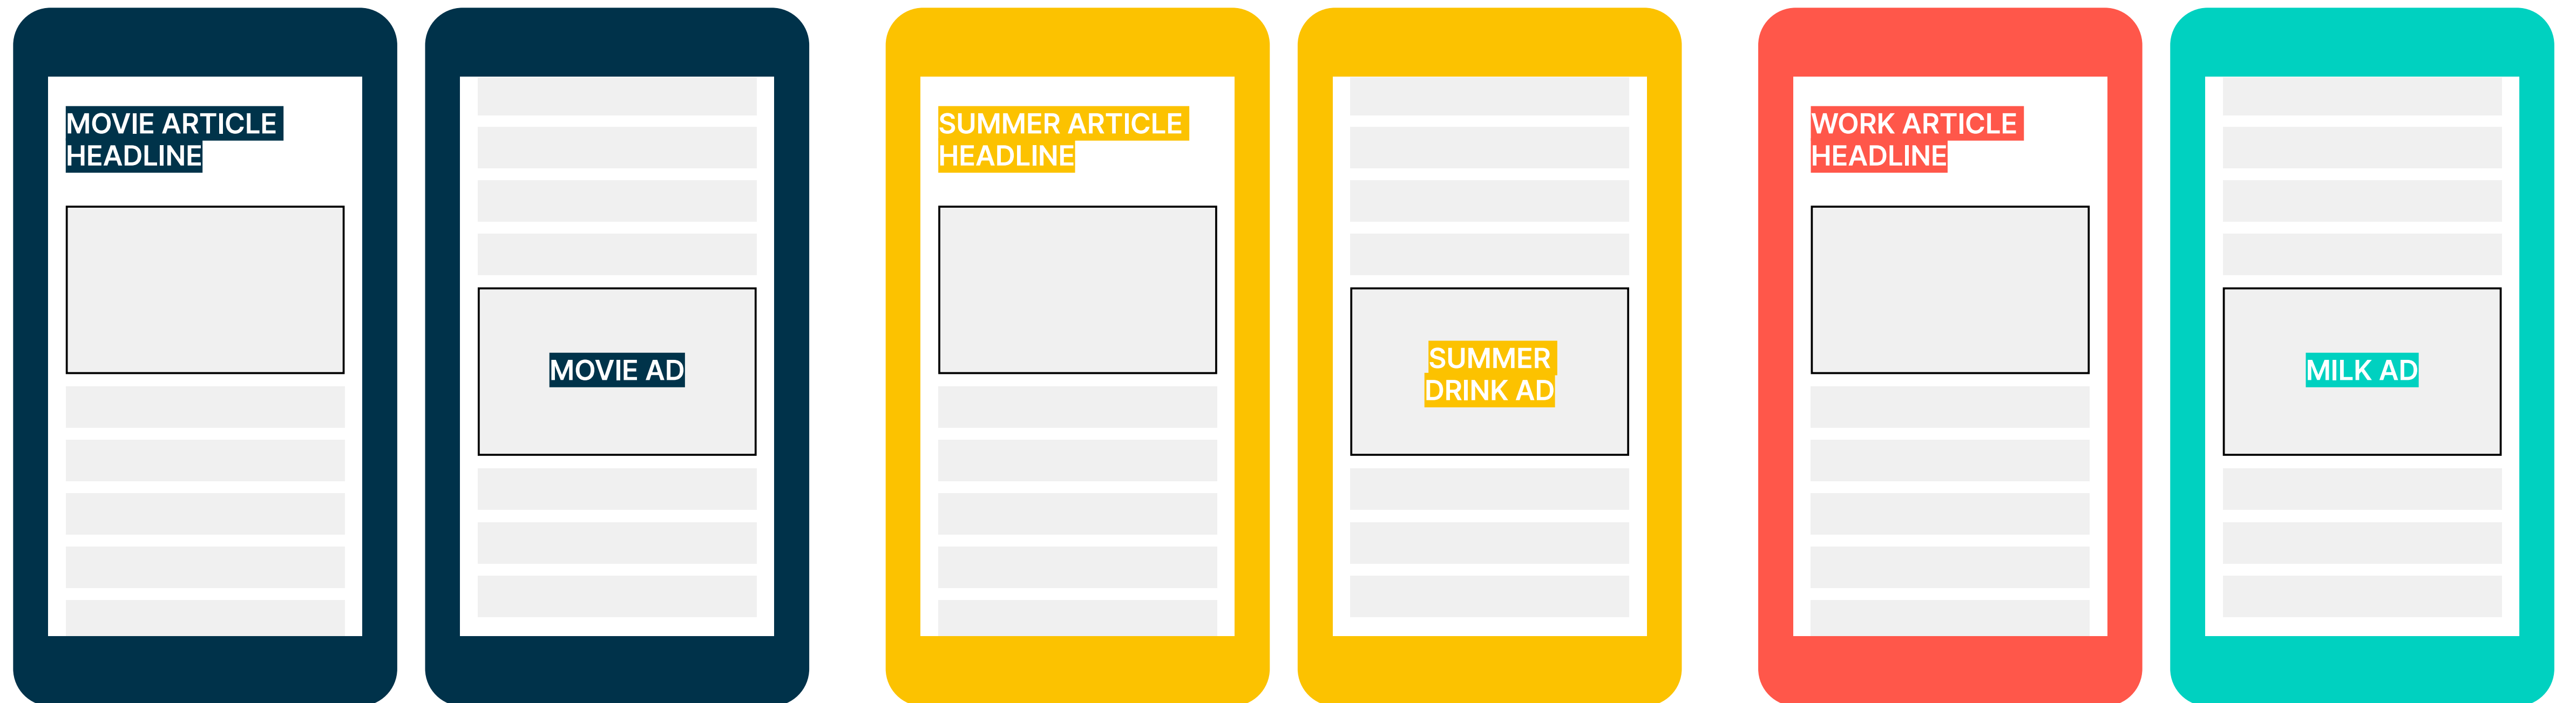 MOVIE ARTICLE
HEADLINE
MOVIE AD
SUMMER ARTICLE
HEADLINE
SUMMER
DRINK AD
WORK ARTICLE
HEADLINE
MILK AD